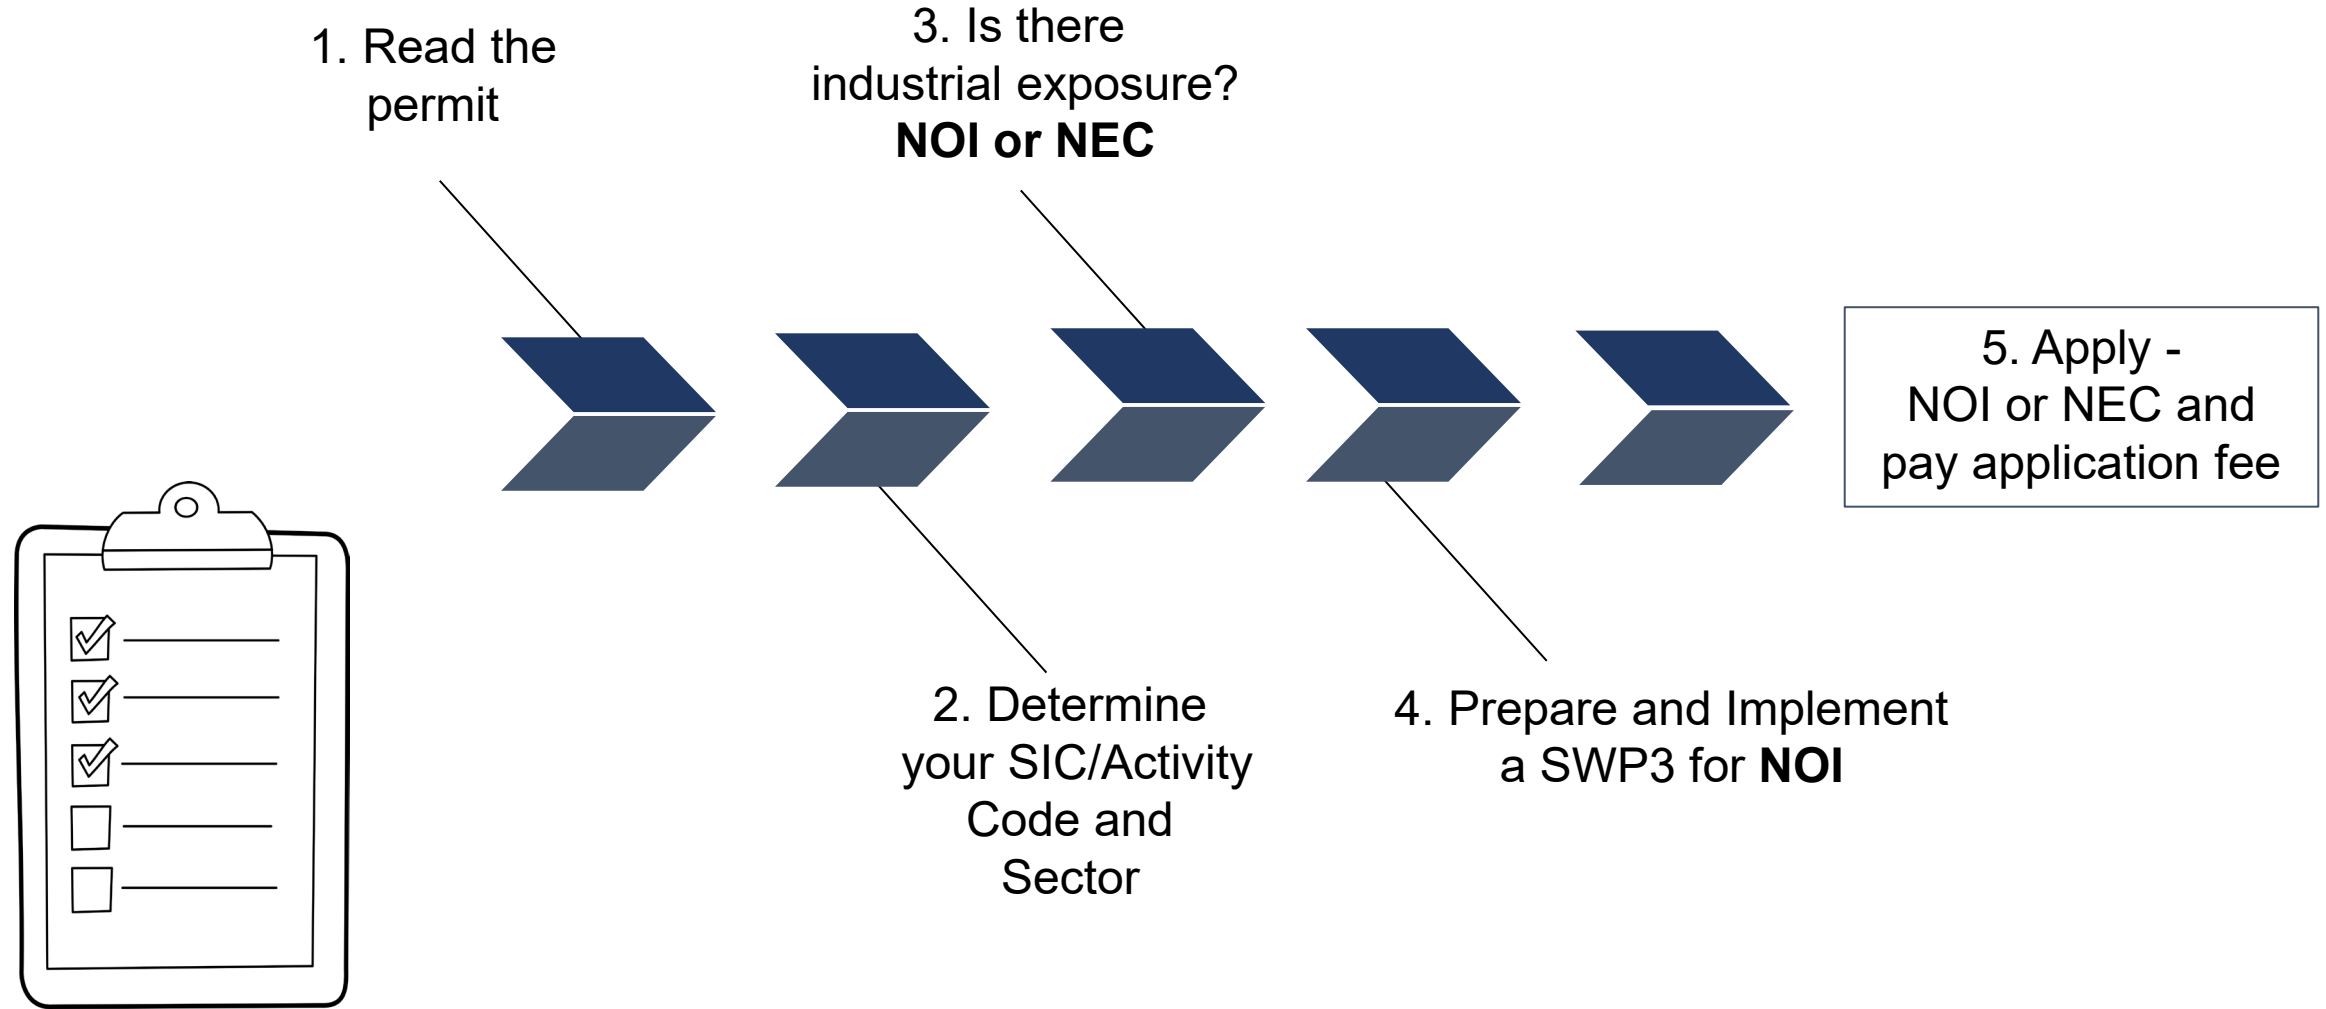 1. Read the
permit
3. Is there
industrial exposure?
NOI or NEC
5. Apply -
NOI or NEC and
pay application fee
2. Determine
your SIC/Activity
Code and
Sector
4. Prepare and Implement
a SWP3 for NOI